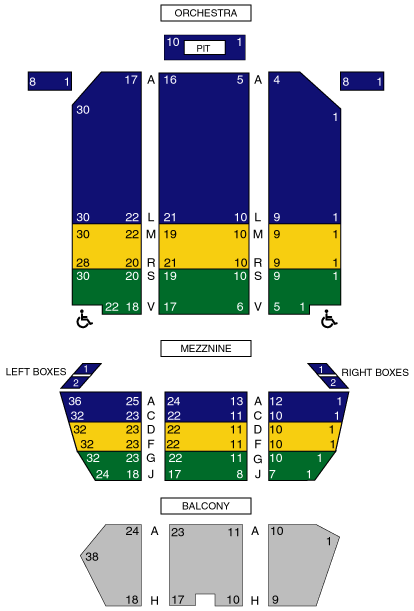 ORCHESTRA
10 1
PIT
8 1 17 A 16 5 A 4 8 1
30 1
30 22 L 21 10 L 9 1
30 22 M 19 10 M 9 1
28 20 R 21 10 R 9 1
30 20 S 19 10 S 9 1
22 18 V 17 6 V 5 1
MEZZNINE
LEFT BOXES 1 1 RIGHT BOXES
2 2
36 25 A 24 13 A 12 1
32 23 C 22 11 C 10 1
32 23 D 22 11 D 10 1
32 23 F 22 11 F 10 1
32 23 G 22 11 G 10 1
24 18 J 17 8 J 7 1
BALCONY
24 A 23 11 A 10
1
38
18 H 17 10 H 9